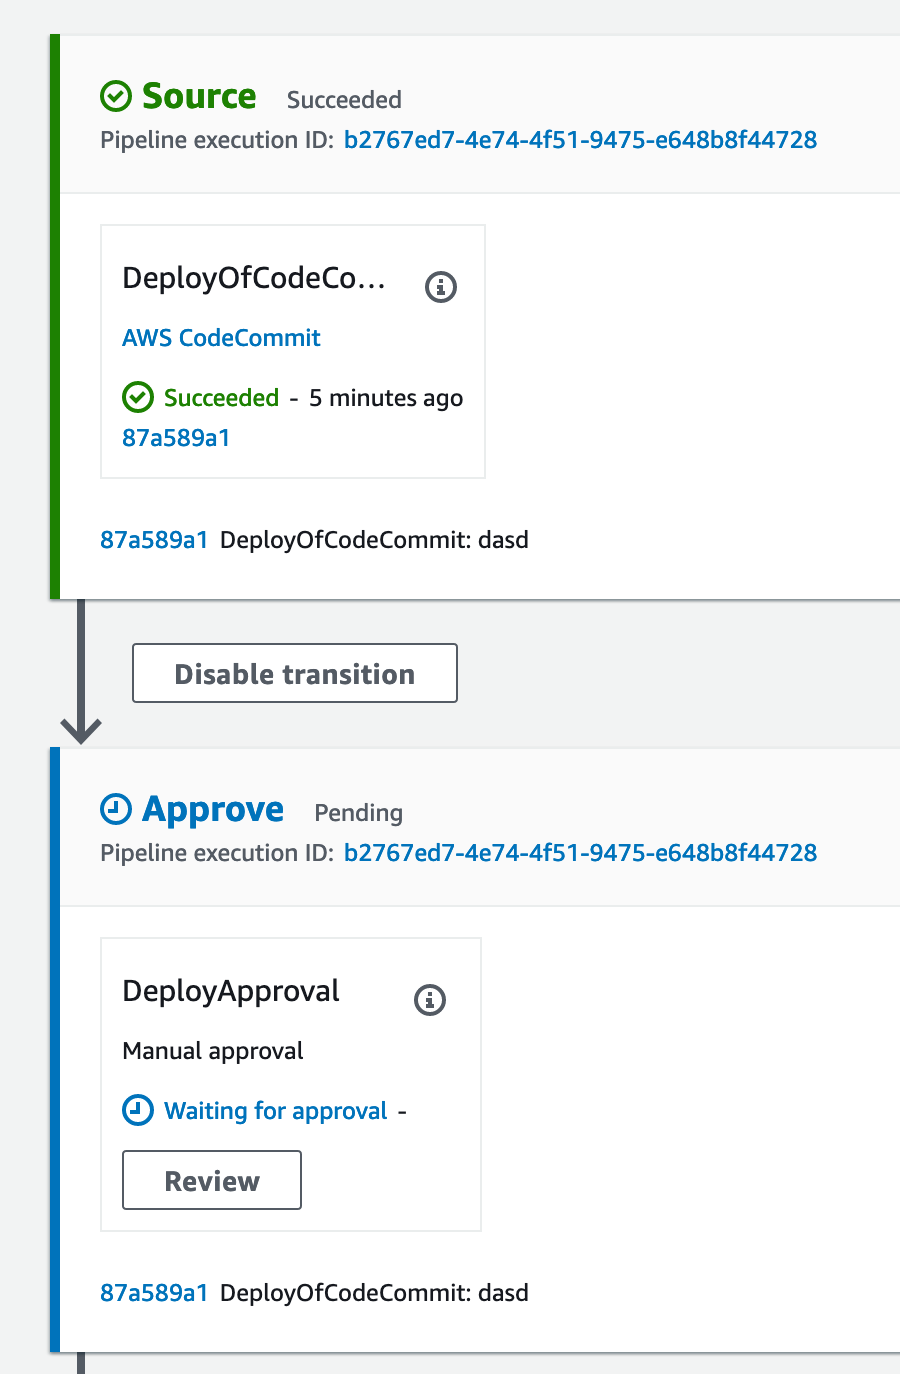 Source Succeeded
Pipeline execution ID: b2767ed7-4e74-4f51-9475-e648b8f44728
DeployOfCodeCo...
AWS CodeCommit
Succeeded - 5 minutes ago
87a589a1
87a589a1 DeployOfCodeCommit: dasd
Disable transition
Approve Pending
Pipeline execution ID: b2767ed7-4e74-4f51-9475-e648b8f44728
DeployApproval
Manual approval
Waiting for approval -
Review
87a589a1 DeployOfCodeCommit: dasd